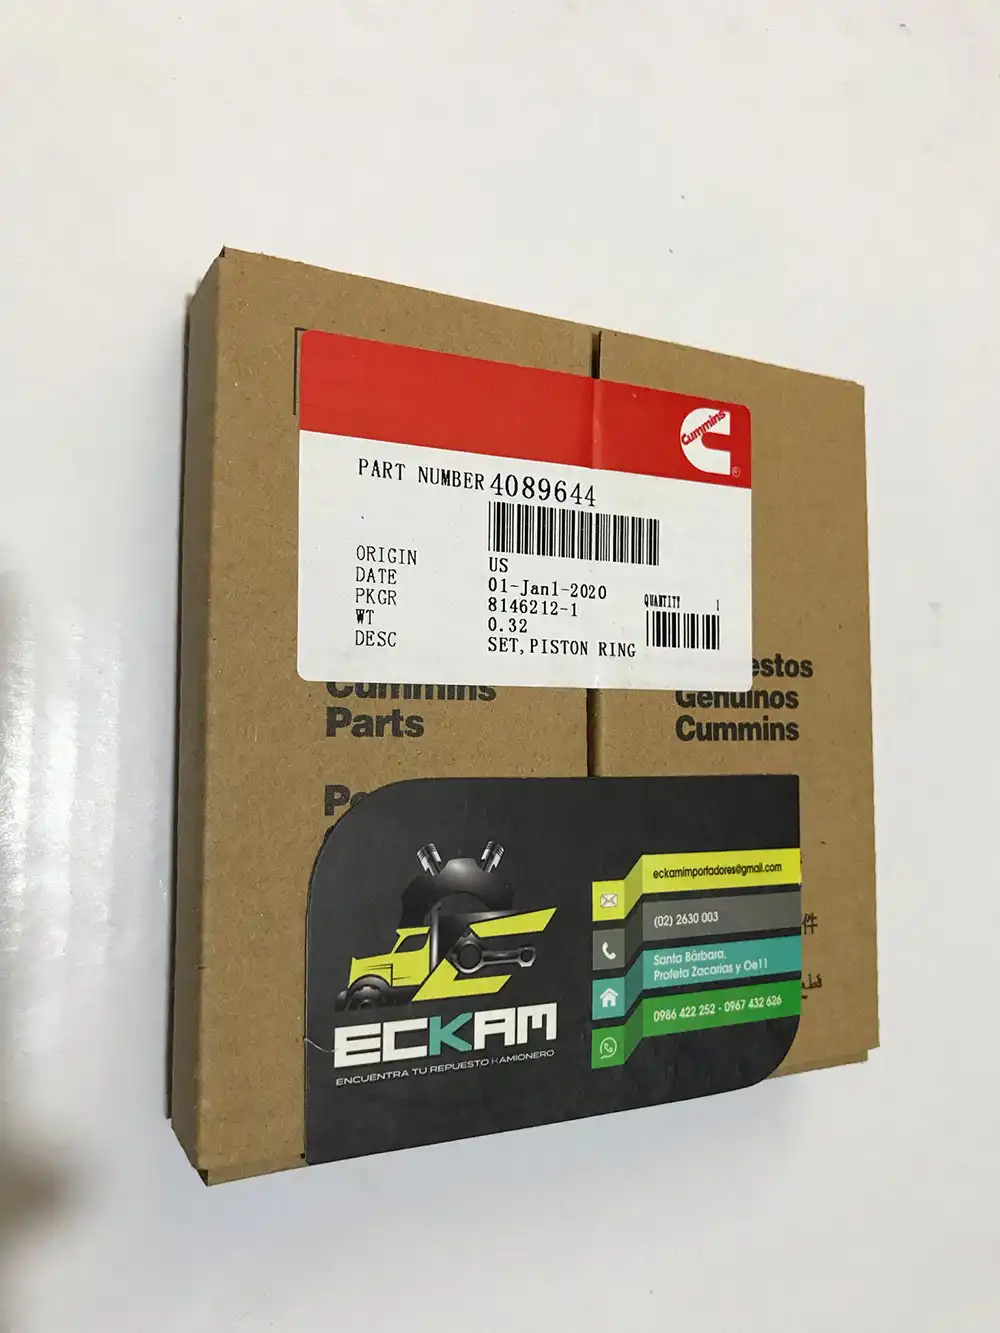 Cummins
®
PART NUMBER 4089644
ORIGIN US
DATE 01-Jan1-2020
PKGR 8146212-1
WT 0.32
DESC SET, PISTON RING
QUANTITY 1
Cummins
Parts
Genuinos
Cummins
eckamimportadores@gmail.com
(02) 2630 003
Santa Bárbara,
Profeta Zacarias y Oe11
0986 422 252 - 0967 432 626
ECKAM
ENCUENTRA TU REPUESTO KAMIONERO